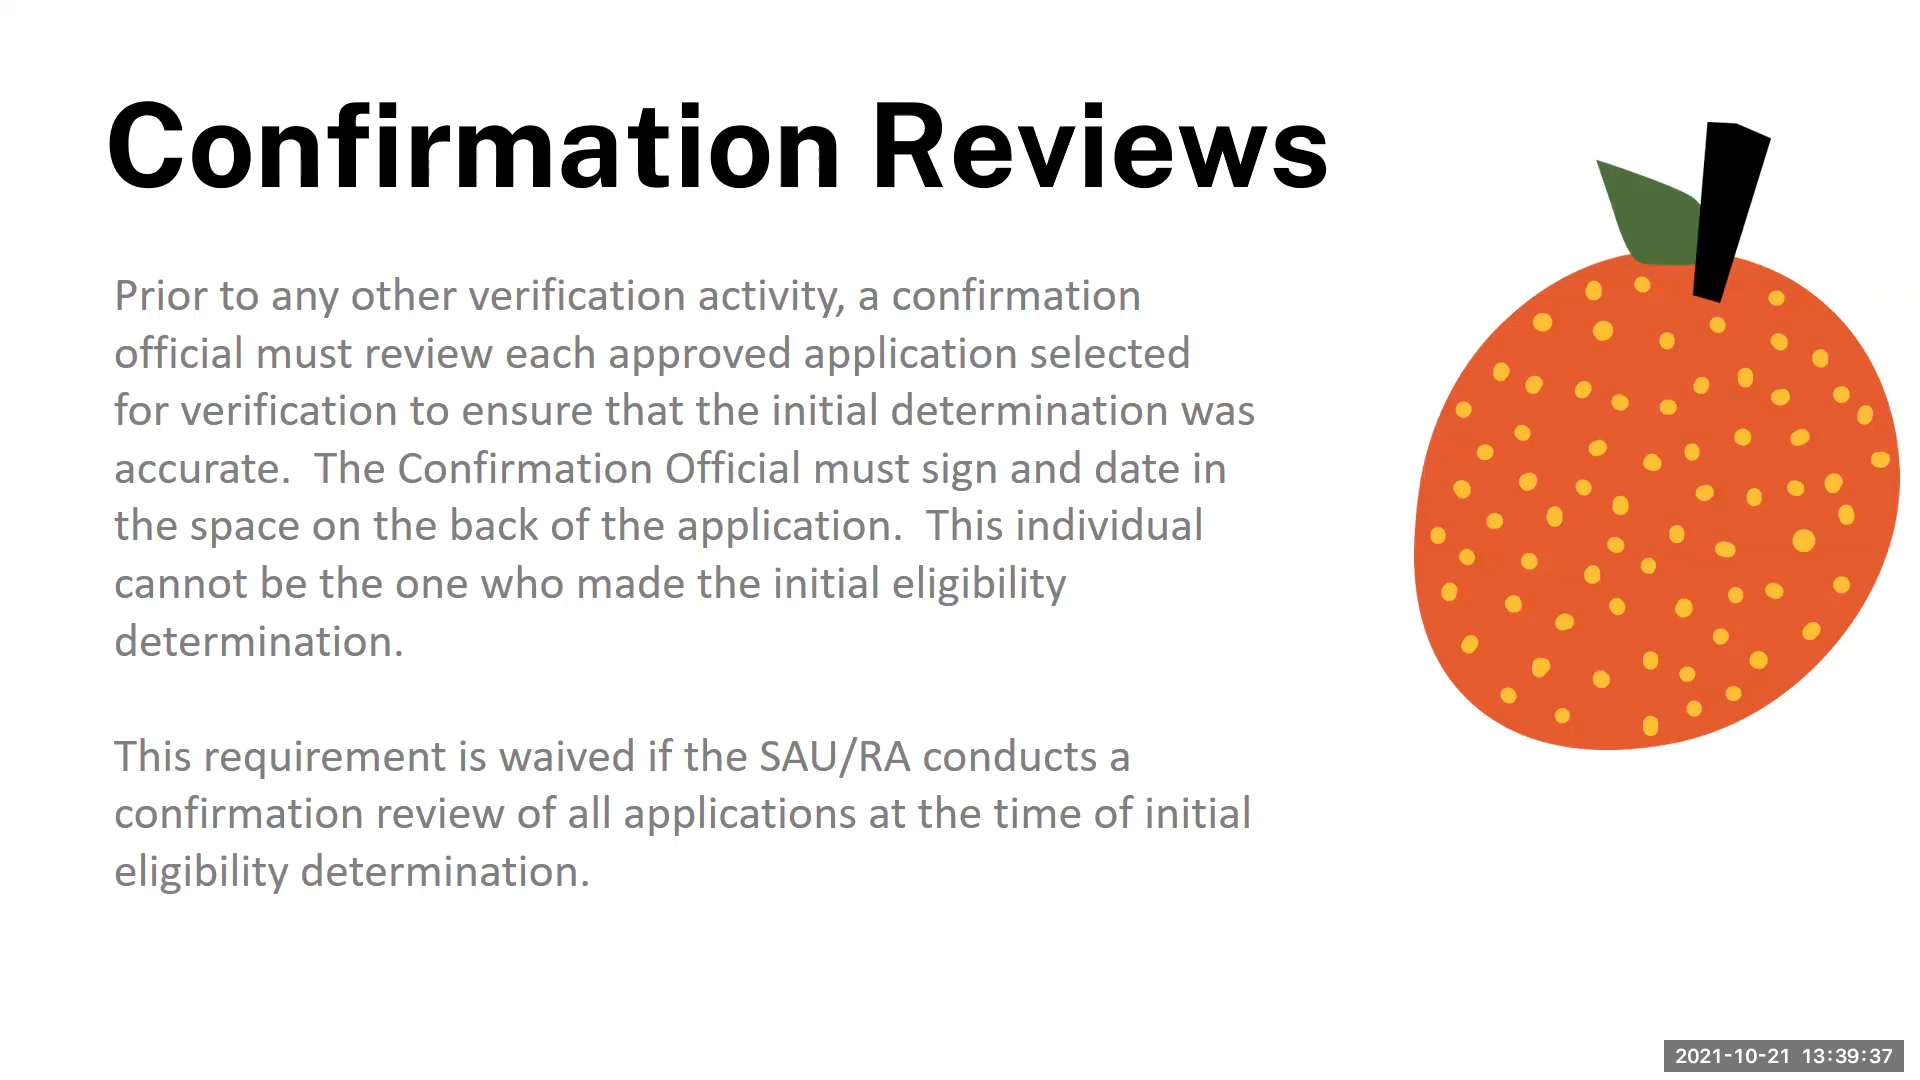 Confirmation Reviews
Prior to any other verification activity, a confirmation
official must review each approved application selected
for verification to ensure that the initial determination was
accurate.  The Confirmation Official must sign and date in
the space on the back of the application.  This individual
cannot be the one who made the initial eligibility
determination.
This requirement is waived if the SAU/RA conducts a
confirmation review of all applications at the time of initial
eligibility determination.
2021-10-21 13:39:37